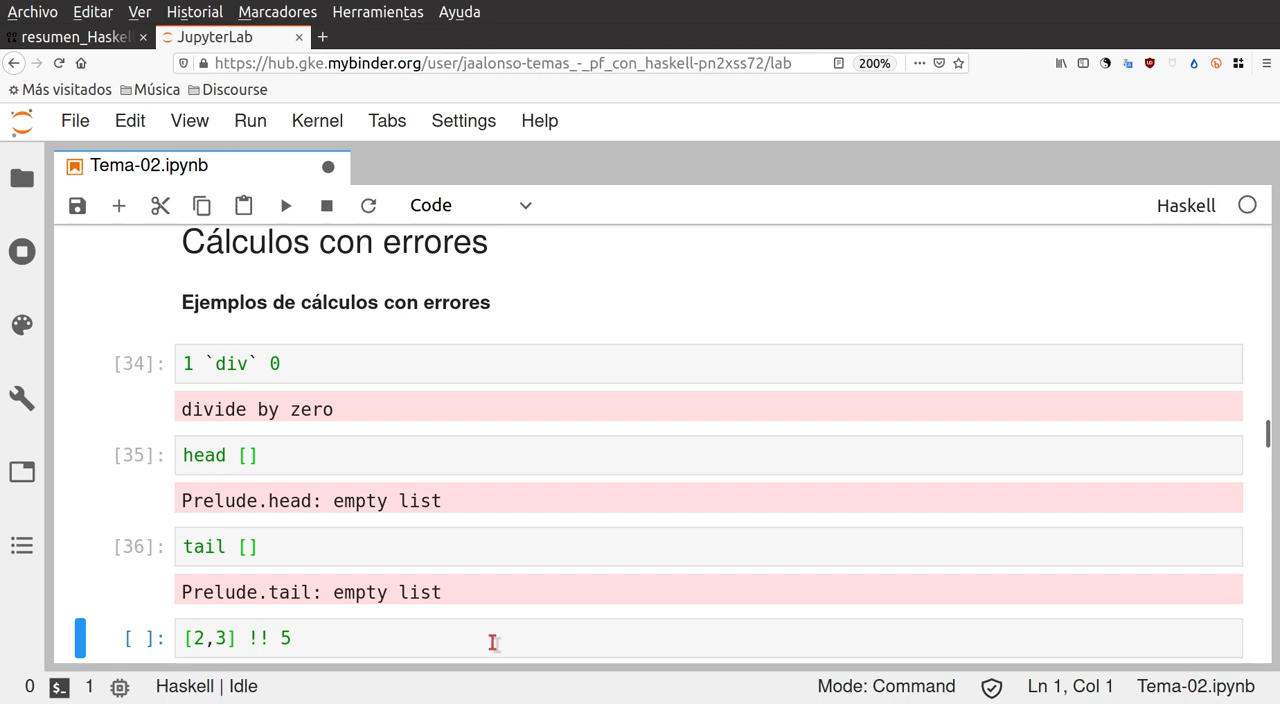 Archivo Editar Ver Historial Marcadores Herramientas Ayuda
resumen_Haskel × JupyterLab × +
https://hub.gke.mybinder.org/user/jaalonso-temas_-_pf_con_haskell-pn2xss72/lab 200%
Más visitados Música Discourse
File Edit View Run Kernel Tabs Settings Help
Tema-02.ipynb
Code Haskell
Cálculos con errores
Ejemplos de cálculos con errores
[34]: 1 `div` 0
divide by zero
[35]: head []
Prelude.head: empty list
[36]: tail []
Prelude.tail: empty list
[ ]: [2,3] !! 5
0 $_ 1 Haskell | Idle Mode: Command Ln 1, Col 1 Tema-02.ipynb